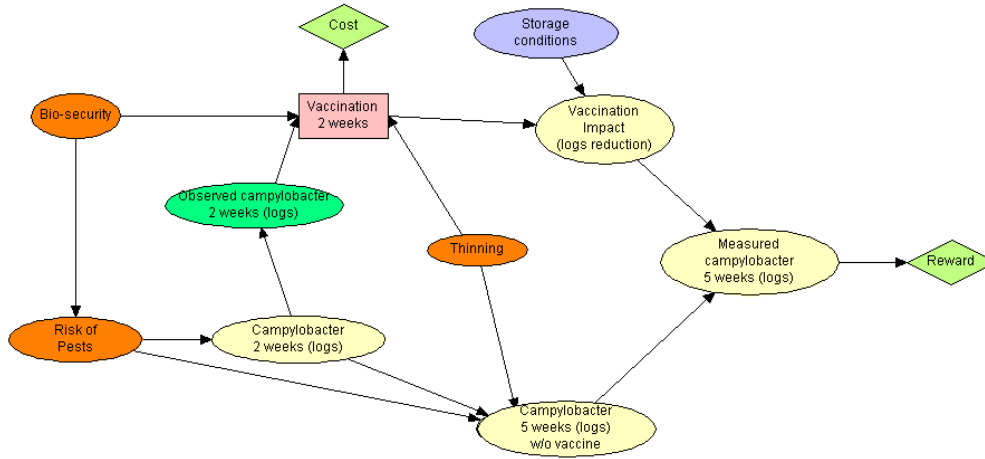 Cost
Storage
conditions
Bio-security
Vaccination
2 weeks
Vaccination
Impact
(logs reduction)
Observed campylobacter
2 weeks (logs)
Thinning
Measured
campylobacter
5 weeks (logs)
Reward
Risk of
Pests
Campylobacter
2 weeks (logs)
Campylobacter
5 weeks (logs)
w/o vaccine